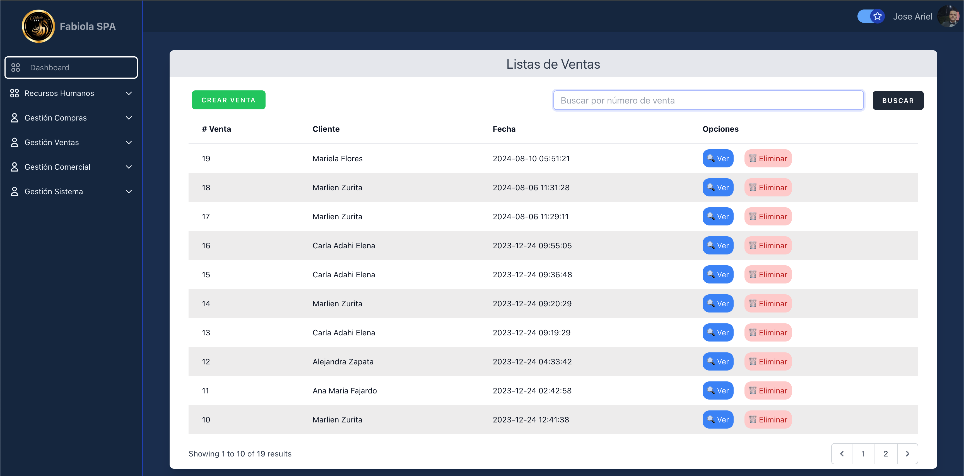 Fabiola SPA
Jose Ariel
Dashboard
Recursos Humanos
Gestión Compras
Gestión Ventas
Gestión Comercial
Gestión Sistema
Listas de Ventas
CREAR VENTA
Buscar por número de venta
BUSCAR
# Venta Cliente Fecha Opciones
19 Mariela Flores 2024-08-10 05:51:21 Ver Eliminar
18 Marlien Zurita 2024-08-06 11:31:28 Ver Eliminar
17 Marlien Zurita 2024-08-06 11:29:11 Ver Eliminar
16 Carla Adahi Elena 2023-12-24 09:55:05 Ver Eliminar
15 Carla Adahi Elena 2023-12-24 09:36:48 Ver Eliminar
14 Marlien Zurita 2023-12-24 09:20:29 Ver Eliminar
13 Carla Adahi Elena 2023-12-24 09:19:29 Ver Eliminar
12 Alejandra Zapata 2023-12-24 04:33:42 Ver Eliminar
11 Ana Maria Fajardo 2023-12-24 02:42:58 Ver Eliminar
10 Marlien Zurita 2023-12-24 12:41:38 Ver Eliminar
Showing 1 to 10 of 19 results
1 2